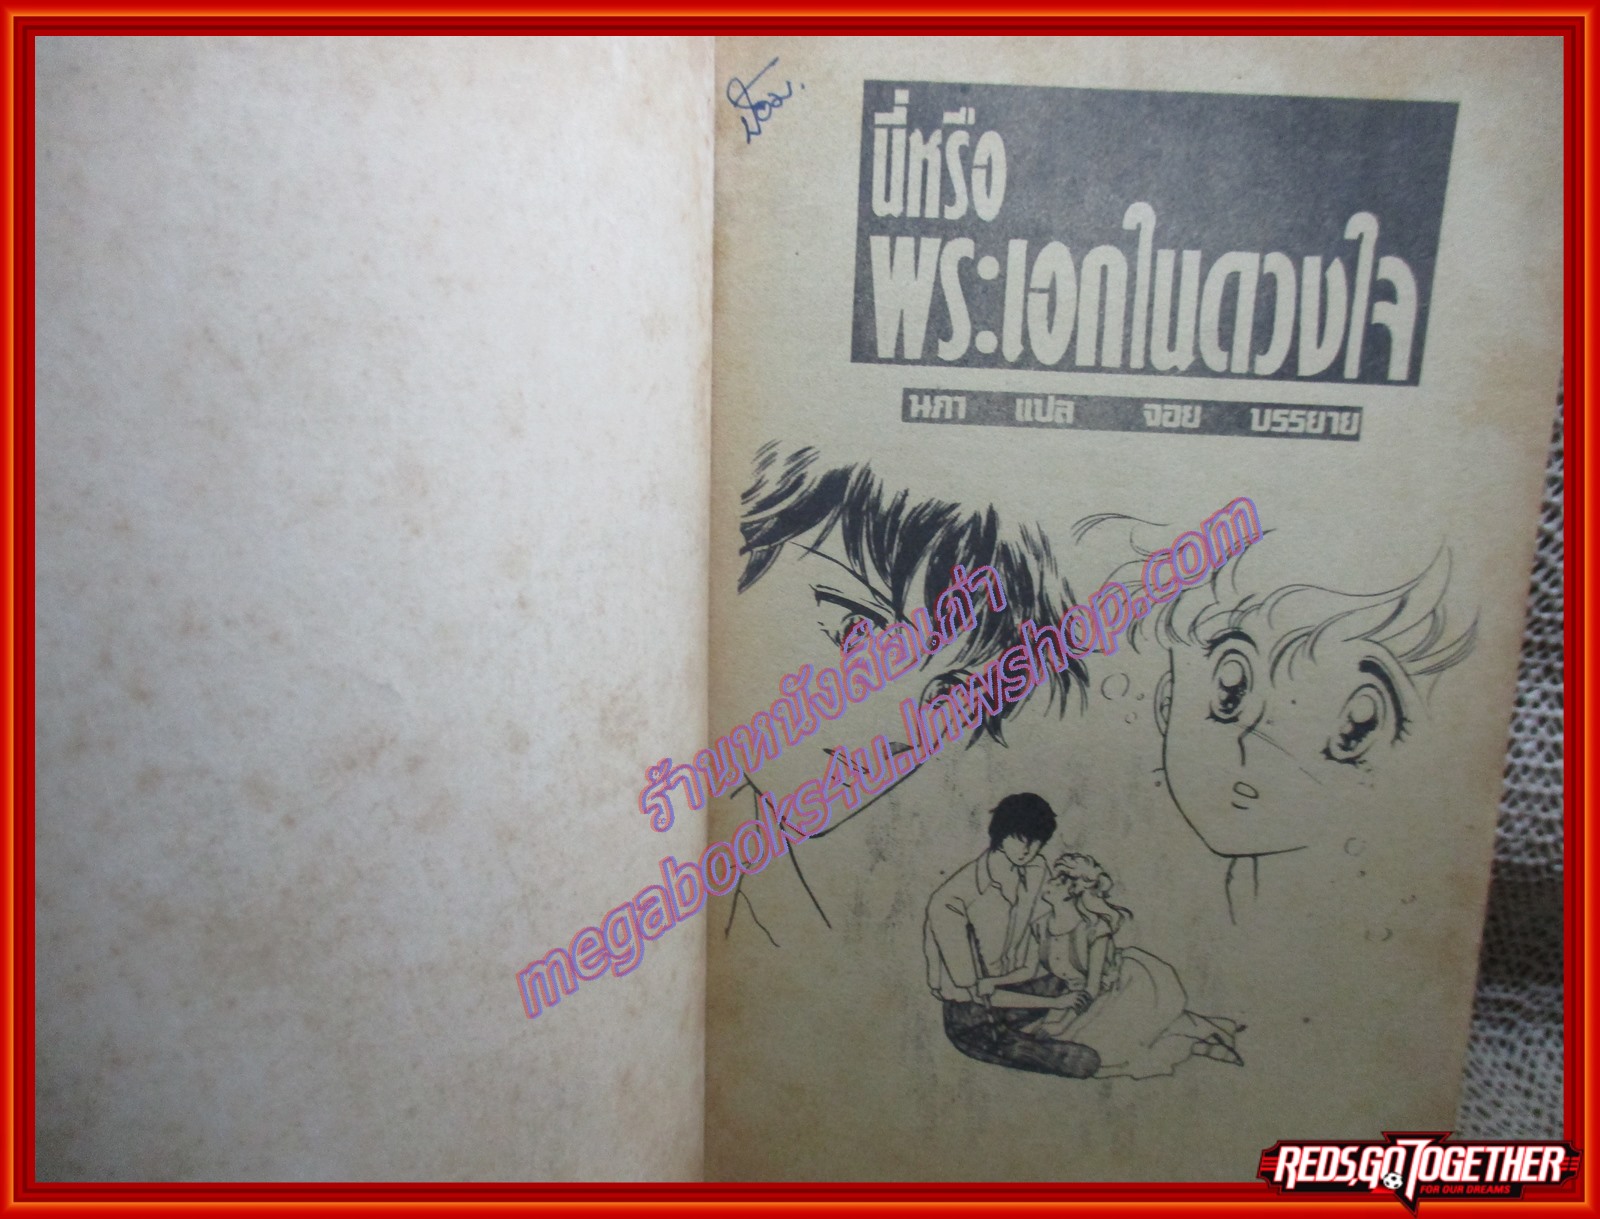 นี่หรือ
พระเอกในดวงใจ
นภา แปล จอย บรรยาย
ร้านหนังสือเก่า
megabooks4u.lnwshop.com
REDS,GO TOGETHER
FOR OUR DREAMS